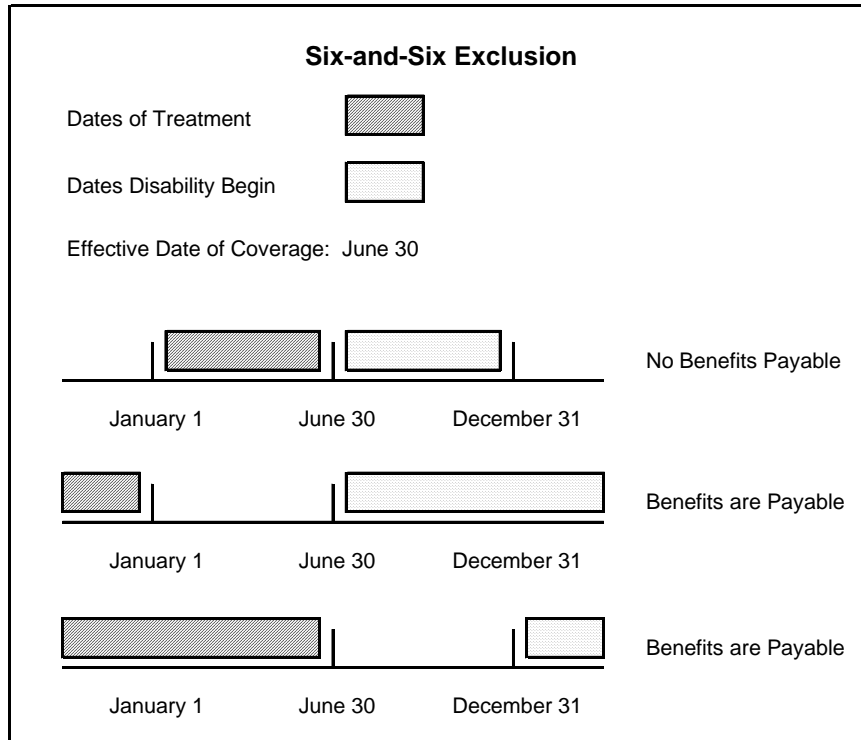 Six-and-Six Exclusion
Dates of Treatment
Dates Disability Begin
Effective Date of Coverage: June 30
No Benefits Payable
January 1 June 30 December 31
Benefits are Payable
January 1 June 30 December 31
Benefits are Payable
January 1 June 30 December 31